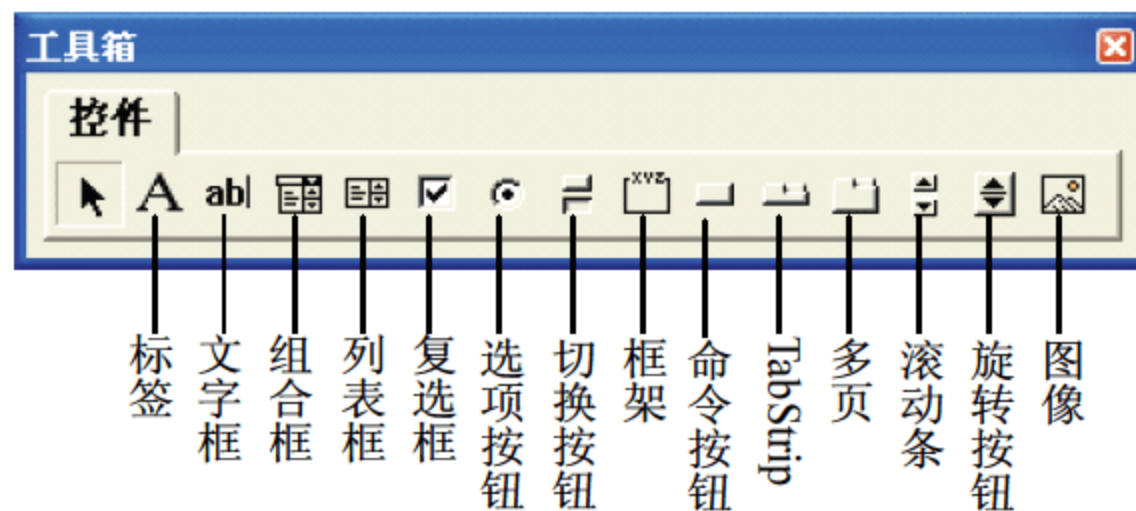 工具箱
控件
A
ab|
XYZ
标签
文字框
组合框
列表框
复选框
选项按钮
切换按钮
框架
命令按钮
TabStrip
多页
滚动条
旋转按钮
图像